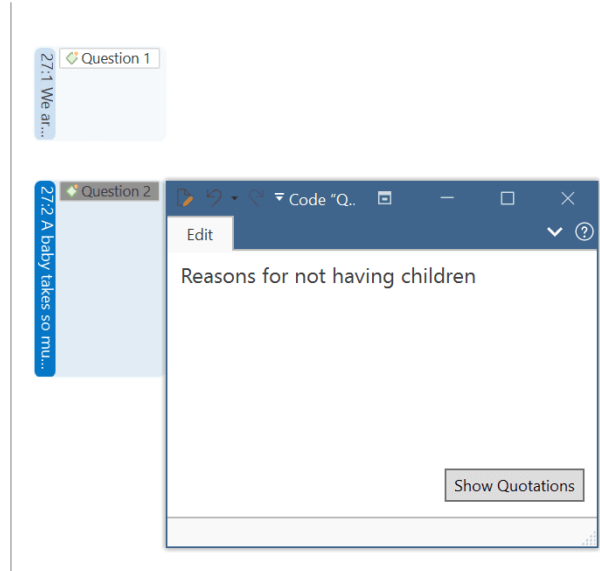 Question 1
27:1 We ar...
Question 2
27:2 A baby takes so mu...
Code "Q..
Edit
Reasons for not having children
Show Quotations